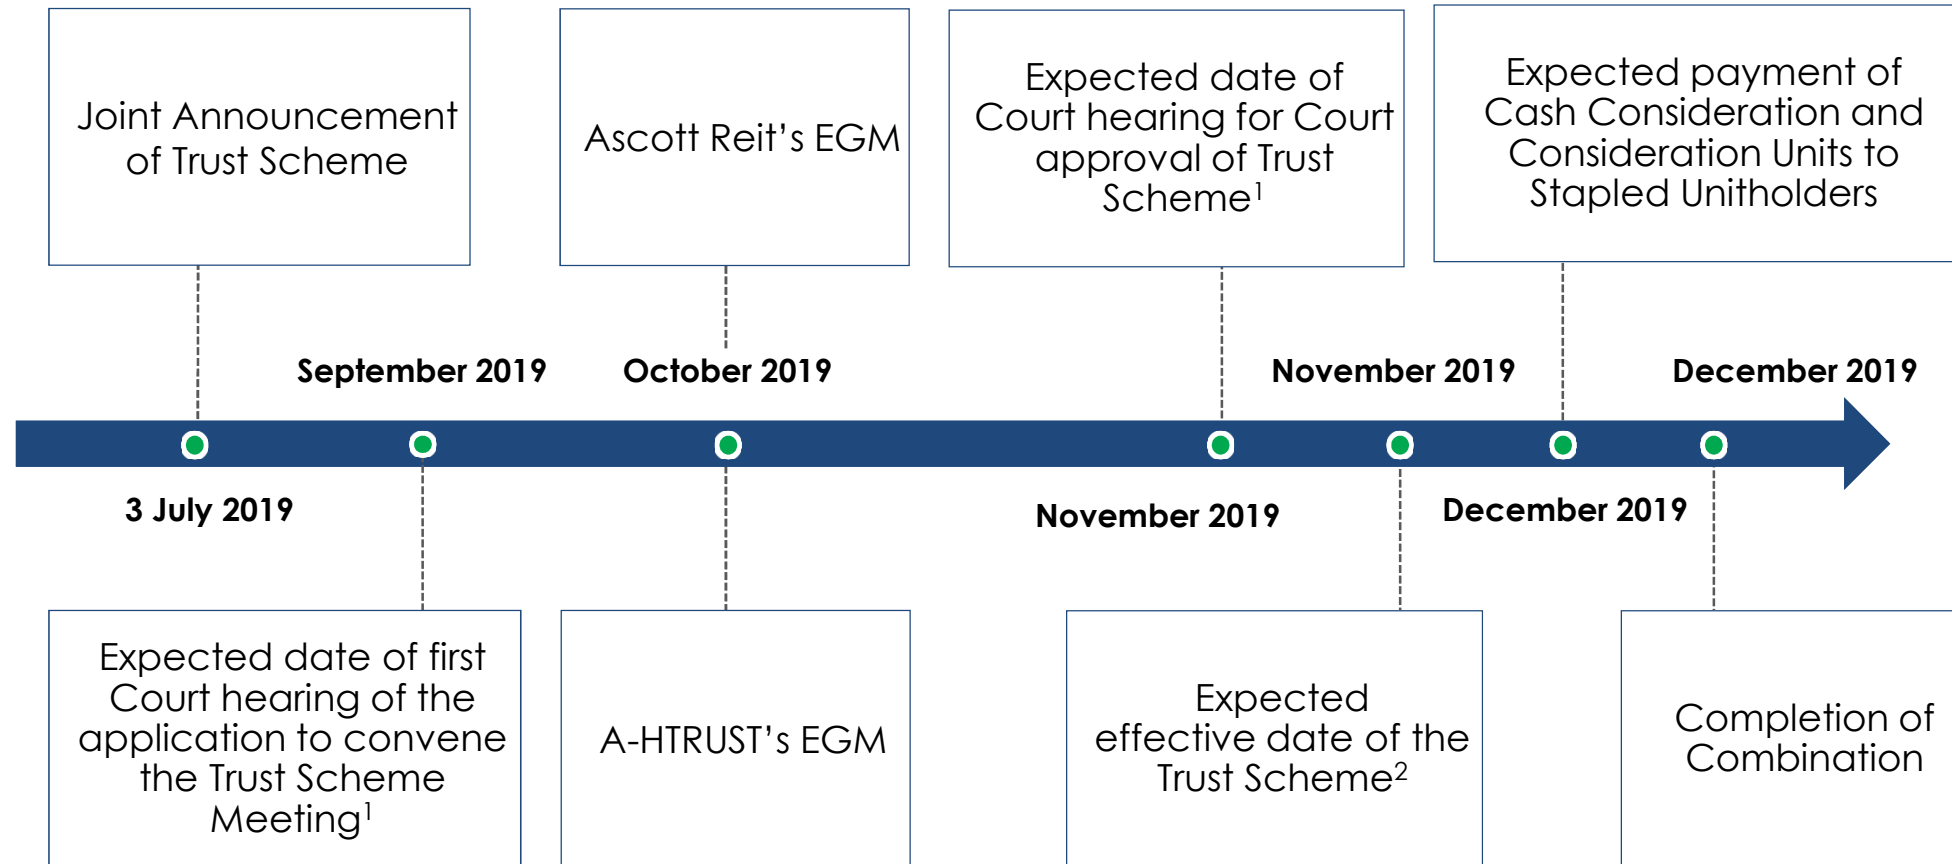 Joint Announcement
of Trust Scheme
Ascott Reit’s EGM
Expected date of
Court hearing for Court
approval of Trust
Scheme¹
Expected payment of
Cash Consideration and
Consideration Units to
Stapled Unitholders
September 2019
October 2019
November 2019
December 2019
3 July 2019
November 2019
December 2019
Expected date of first
Court hearing of the
application to convene
the Trust Scheme
Meeting¹
A-HTRUST’s EGM
Expected
effective date of the
Trust Scheme²
Completion of
Combination